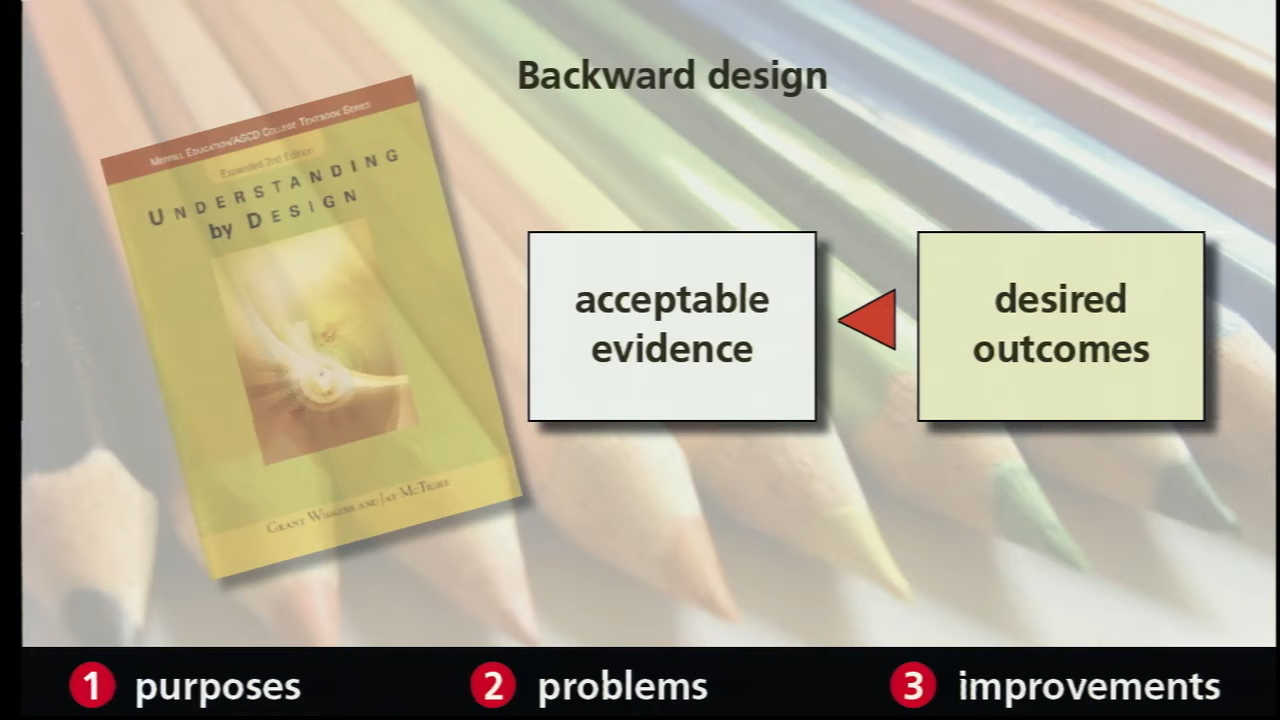 Backward design
MERRILL EDUCATION/ASCD COLLEGE TEXTBOOK SERIES
Expanded 2nd Edition
UNDERSTANDING
by DESIGN
GRANT WIGGINS AND JAY MCTIGHE
acceptable
evidence
desired
outcomes
1 purposes
2 problems
3 improvements